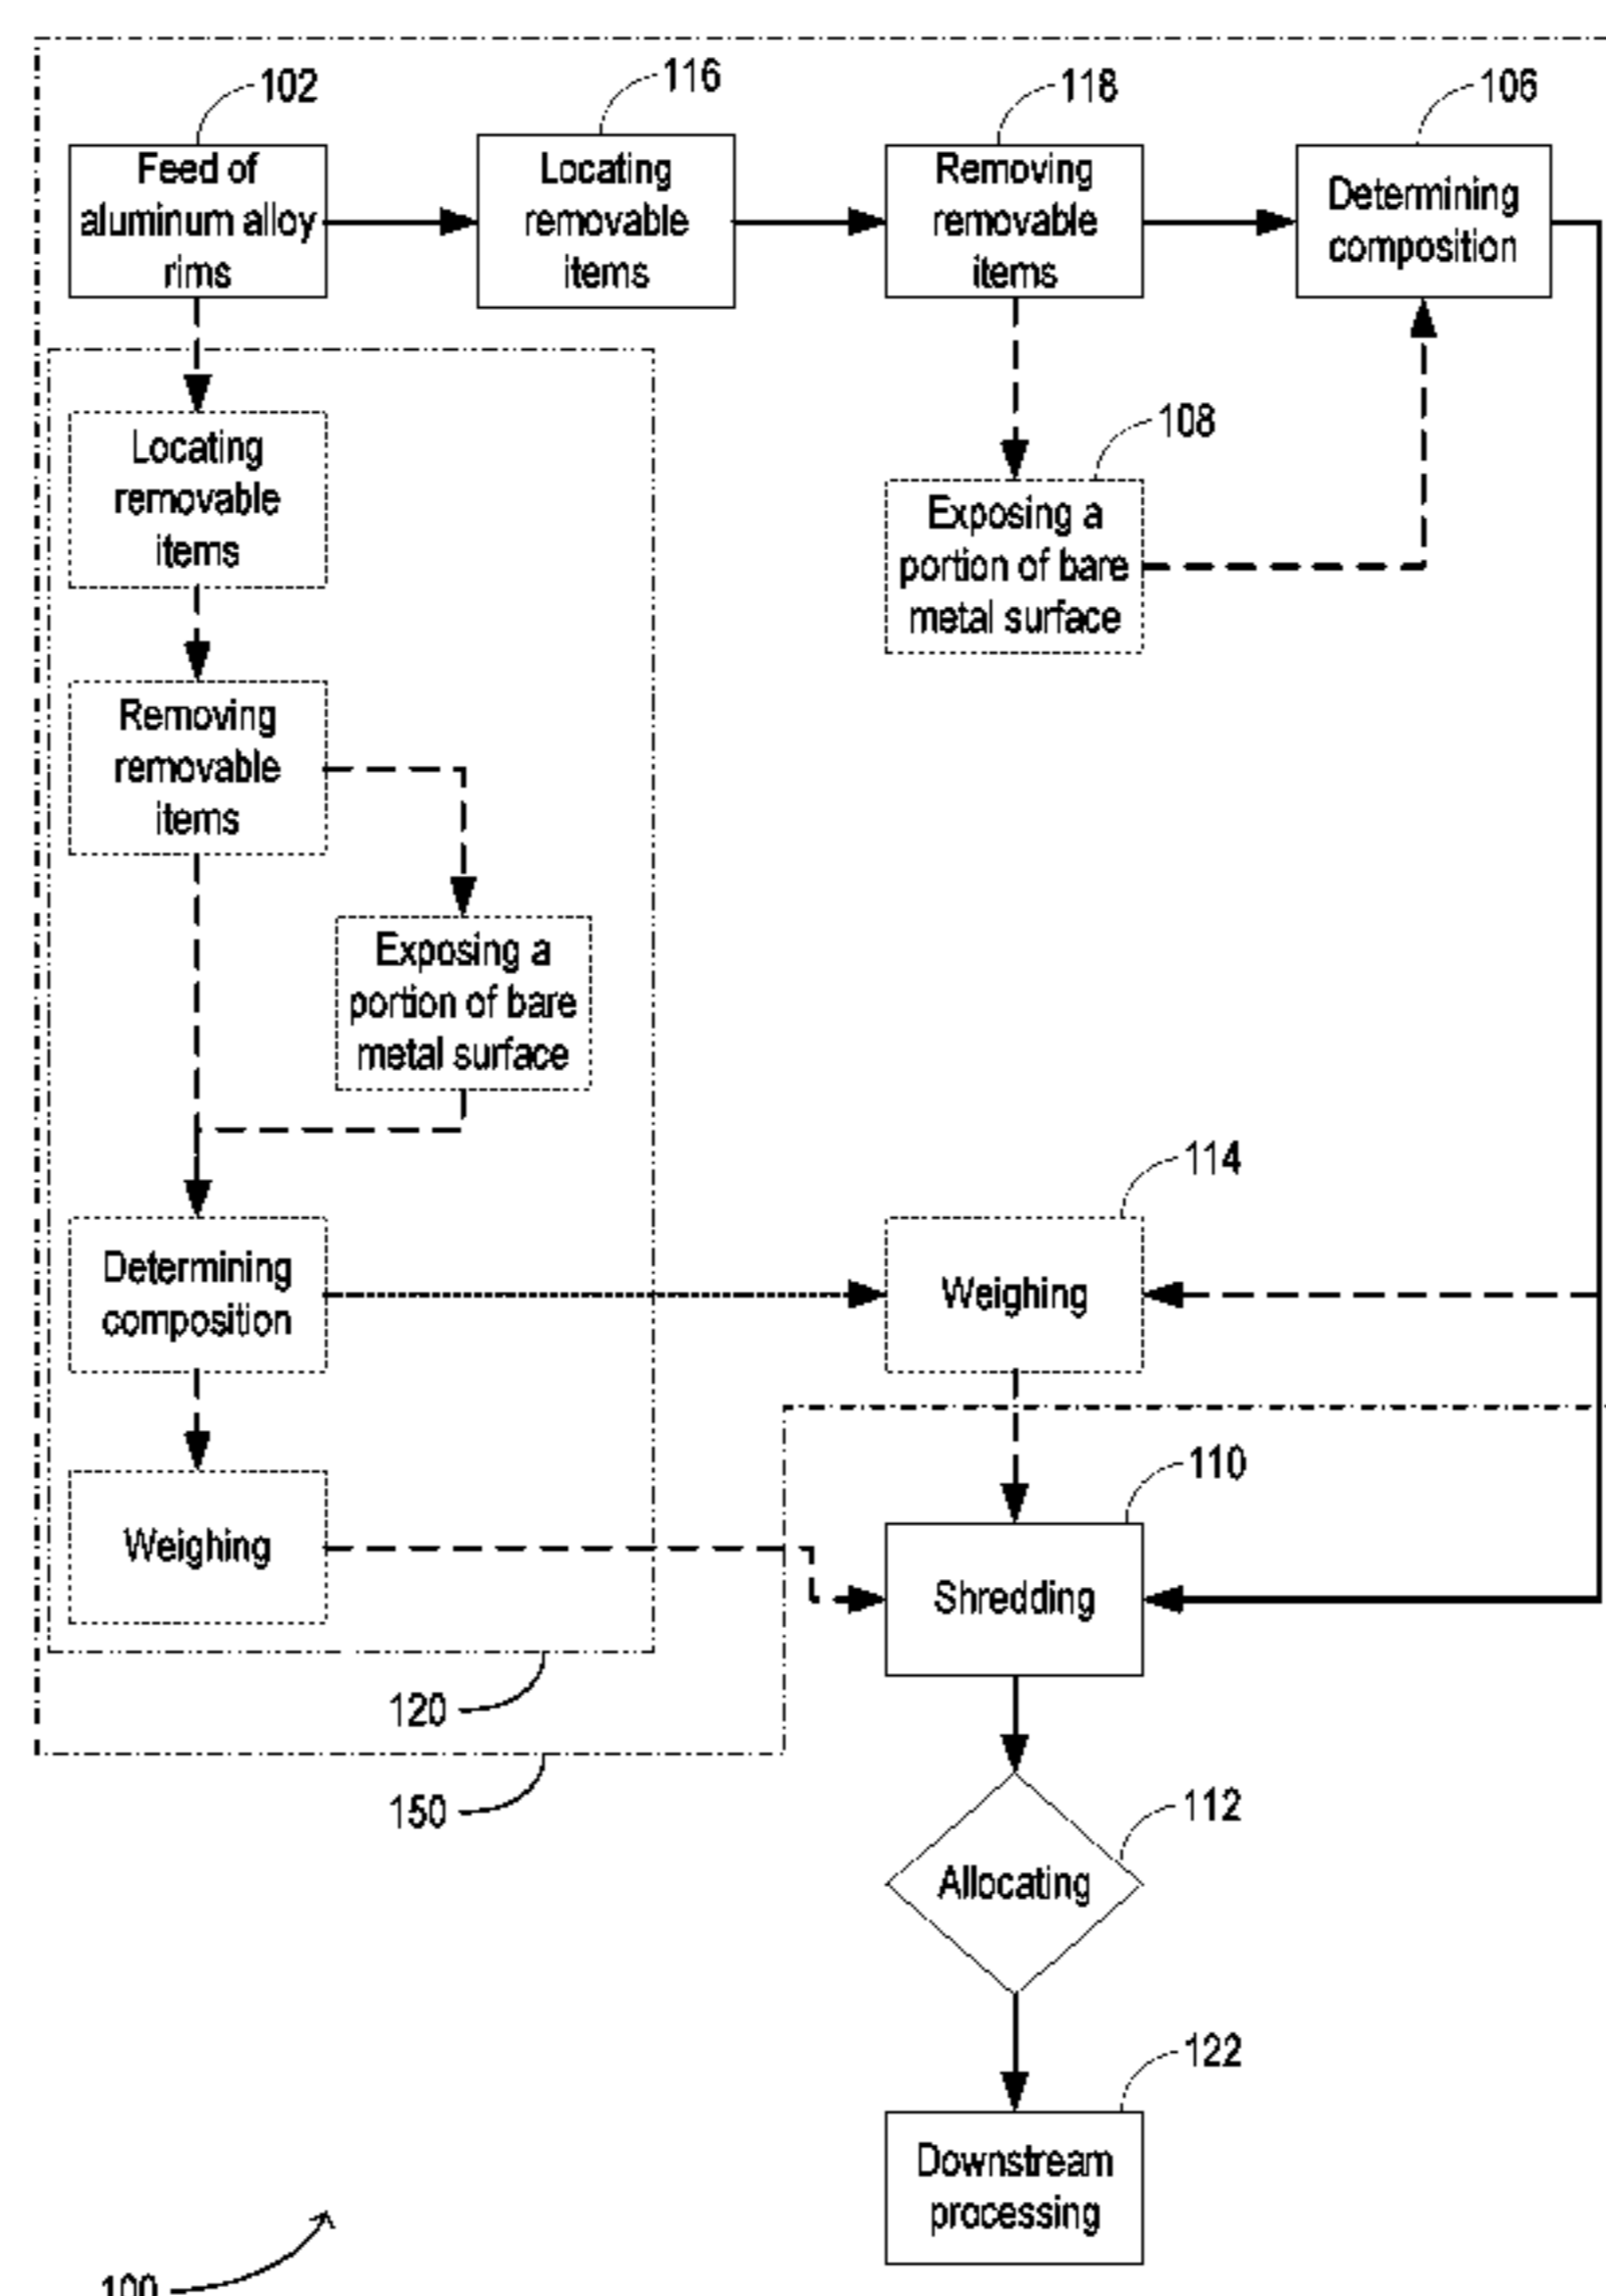 102
116
118
106
Feed of
aluminum alloy
rims
Locating
removable
items
Removing
removable
items
Determining
composition
108
Locating
removable
items
Exposing a
portion of bare
metal surface
Removing
removable
items
Exposing a
portion of bare
metal surface
114
Determining
composition
Weighing
110
Weighing
Shredding
120
150
112
Allocating
122
Downstream
processing
100